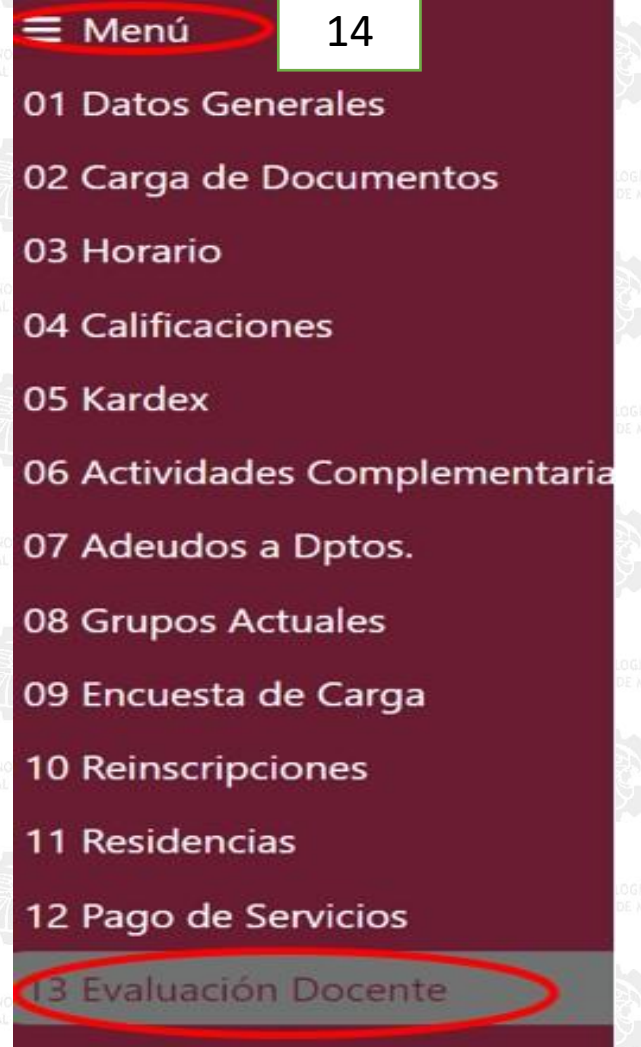 ☰ Menú
14
01 Datos Generales
02 Carga de Documentos
03 Horario
04 Calificaciones
05 Kardex
06 Actividades Complementaria
07 Adeudos a Dptos.
08 Grupos Actuales
09 Encuesta de Carga
10 Reinscripciones
11 Residencias
12 Pago de Servicios
13 Evaluación Docente